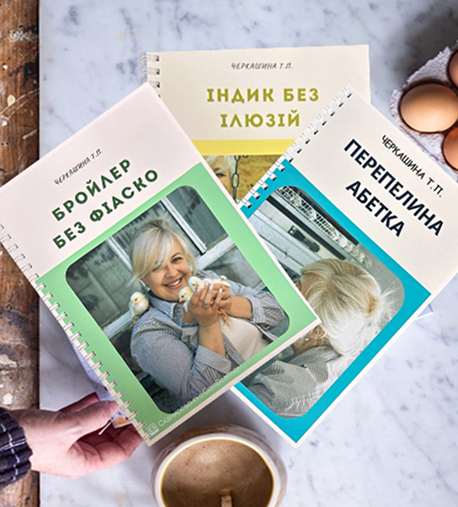 ЧЕРКАШИНА Т.П.
ІНДИК БЕЗ
ІЛЮЗІЙ
ЧЕРКАШИНА Т.П.
БРОЙЛЕР
БЕЗ ФІАСКО
ЧЕРКАШИНА Т.П.
ПЕРЕПЕЛИНА
АБЕТКА